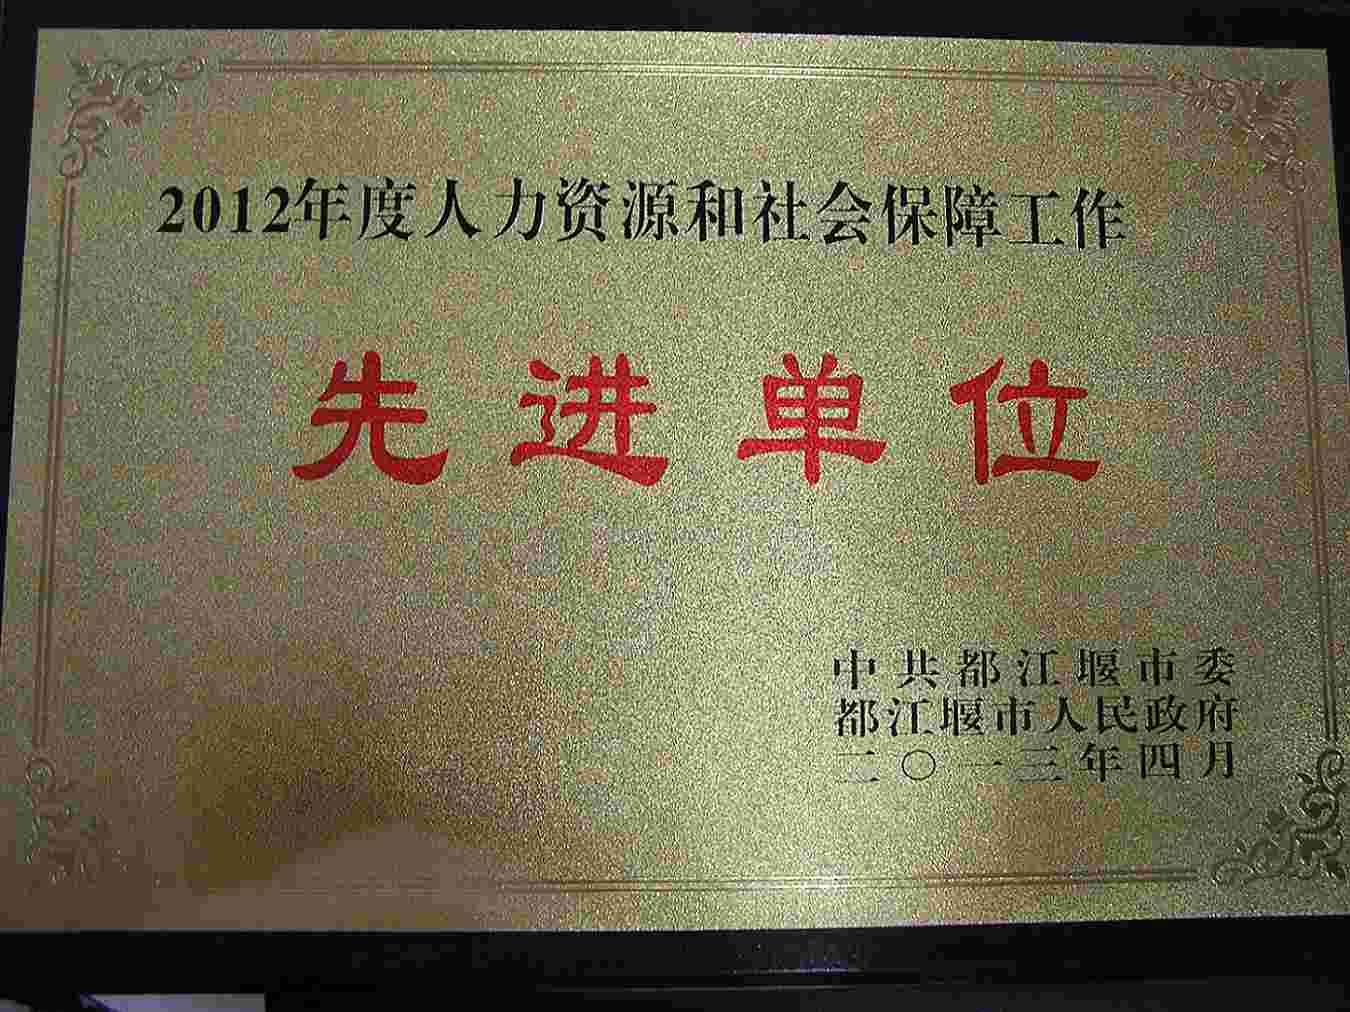 2012年度人力资源和社会保障工作
先进单位
中共都江堰市委
都江堰市人民政府
二〇一三年四月